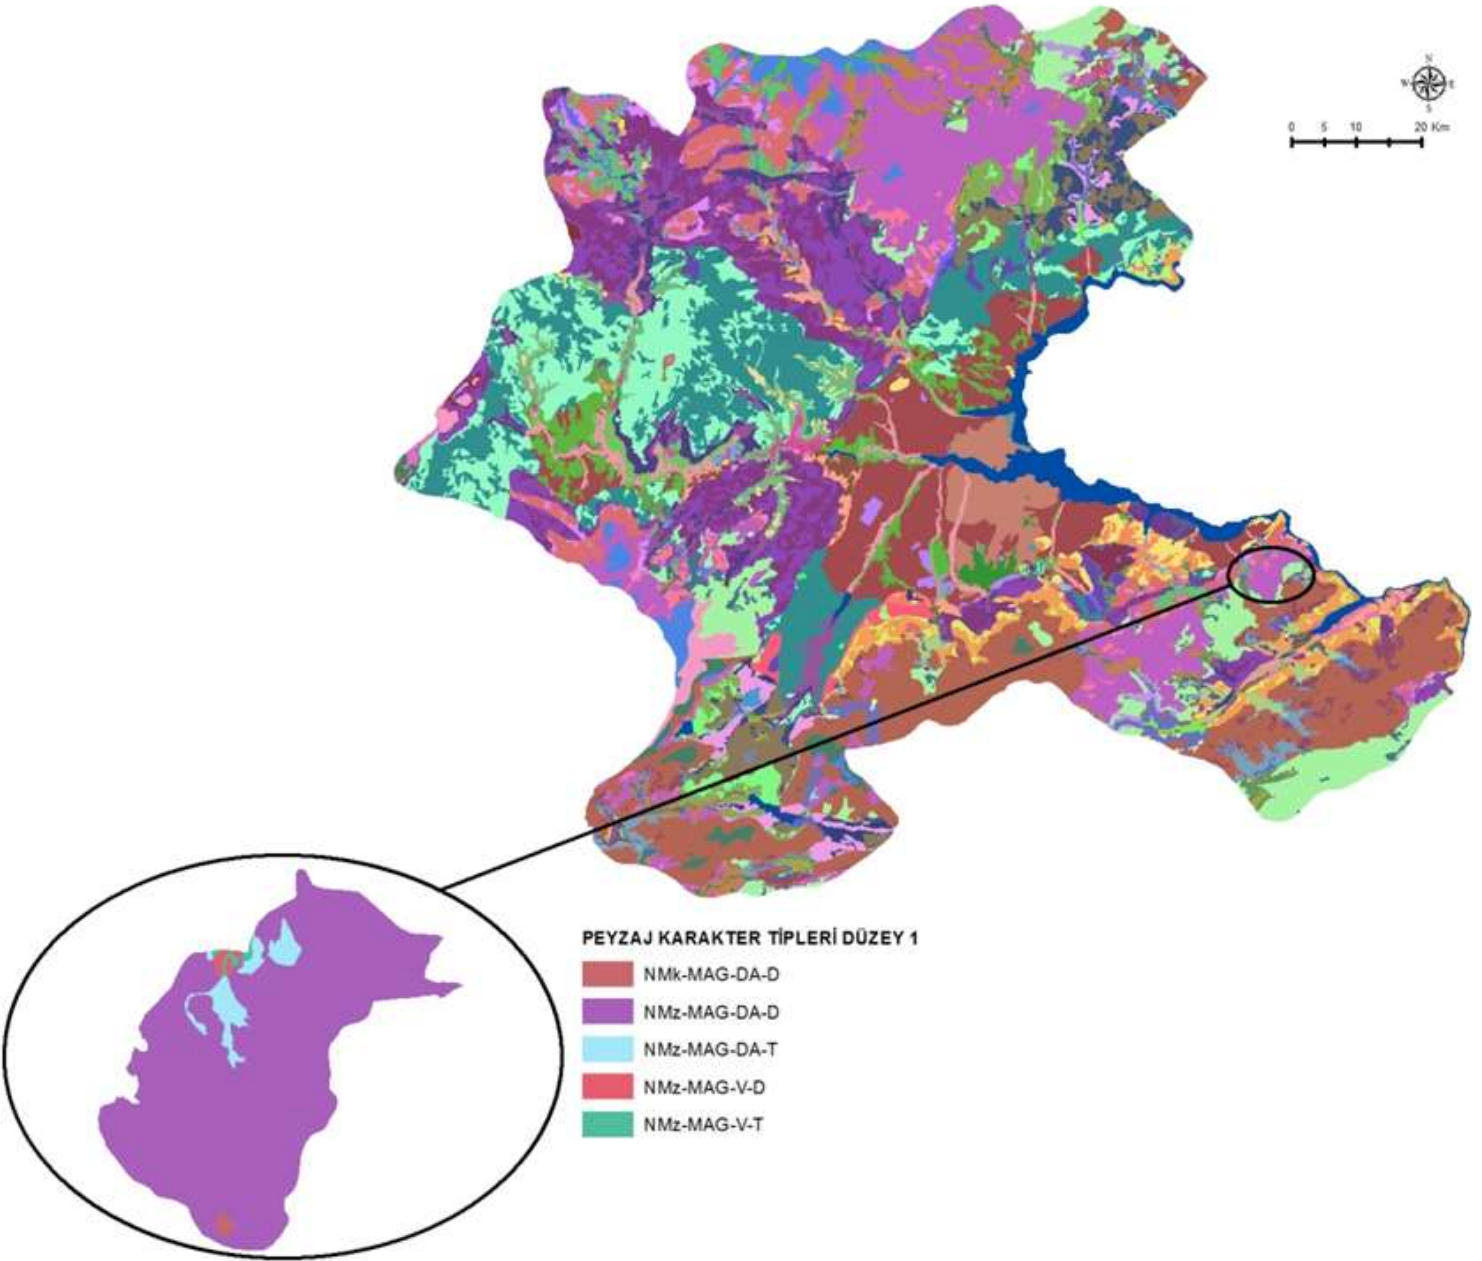 N
W E
S
0 5 10 20 Km
PEYZAJ KARAKTER TİPLERİ DÜZEY 1
NMk-MAG-DA-D
NMz-MAG-DA-D
NMz-MAG-DA-T
NMz-MAG-V-D
NMz-MAG-V-T